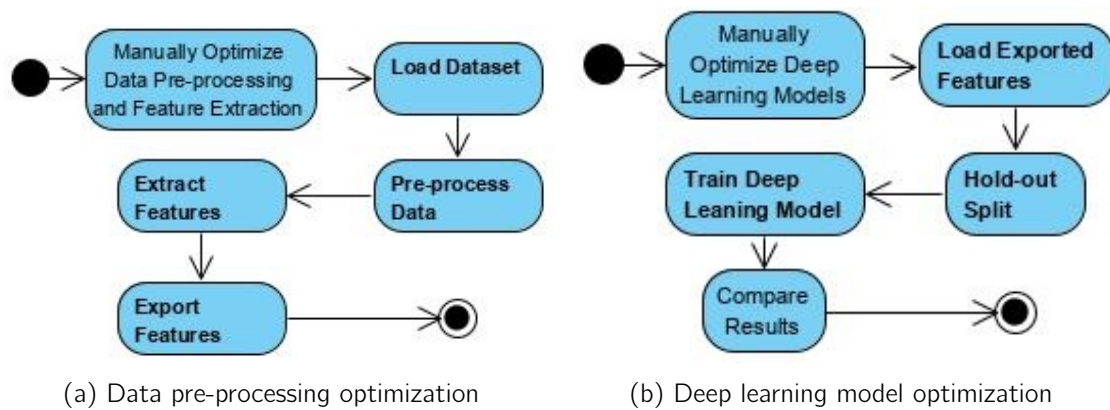 Manually Optimize
Data Pre-processing
and Feature Extraction
Load Dataset
Pre-process
Data
Extract
Features
Export
Features
(a) Data pre-processing optimization
Manually
Optimize Deep
Learning Models
Load Exported
Features
Hold-out
Split
Train Deep
Leaning Model
Compare
Results
(b) Deep learning model optimization